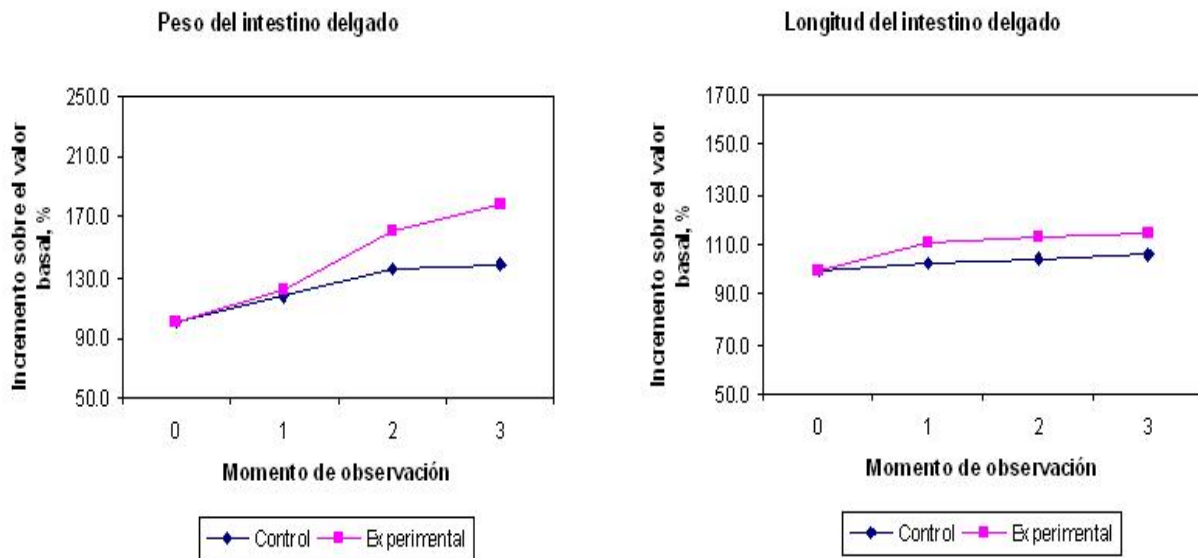 Peso del intestino delgado
Incremento sobre el valor
basal, %
250.0
210.0
170.0
130.0
90.0
50.0
0 1 2 3
Momento de observación
Control Experimental
Longitud del intestino delgado
Incremento sobre el valor
basal, %
170.0
150.0
130.0
110.0
90.0
70.0
50.0
0 1 2 3
Momento de observación
Control Experimental